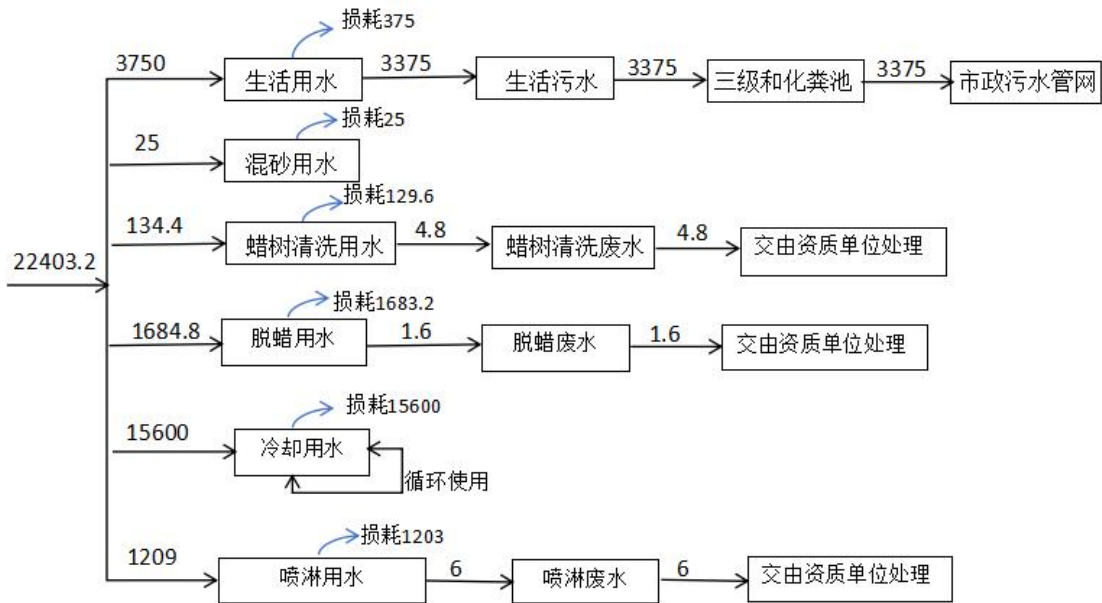 损耗375
3750
生活用水
3375
生活污水
3375
三级和化粪池
3375
市政污水管网
损耗25
25
混砂用水
损耗129.6
134.4
蜡树清洗用水
4.8
蜡树清洗废水
4.8
交由资质单位处理
22403.2
损耗1683.2
1684.8
脱蜡用水
1.6
脱蜡废水
1.6
交由资质单位处理
损耗15600
15600
冷却用水
循环使用
损耗1203
1209
喷淋用水
6
喷淋废水
6
交由资质单位处理